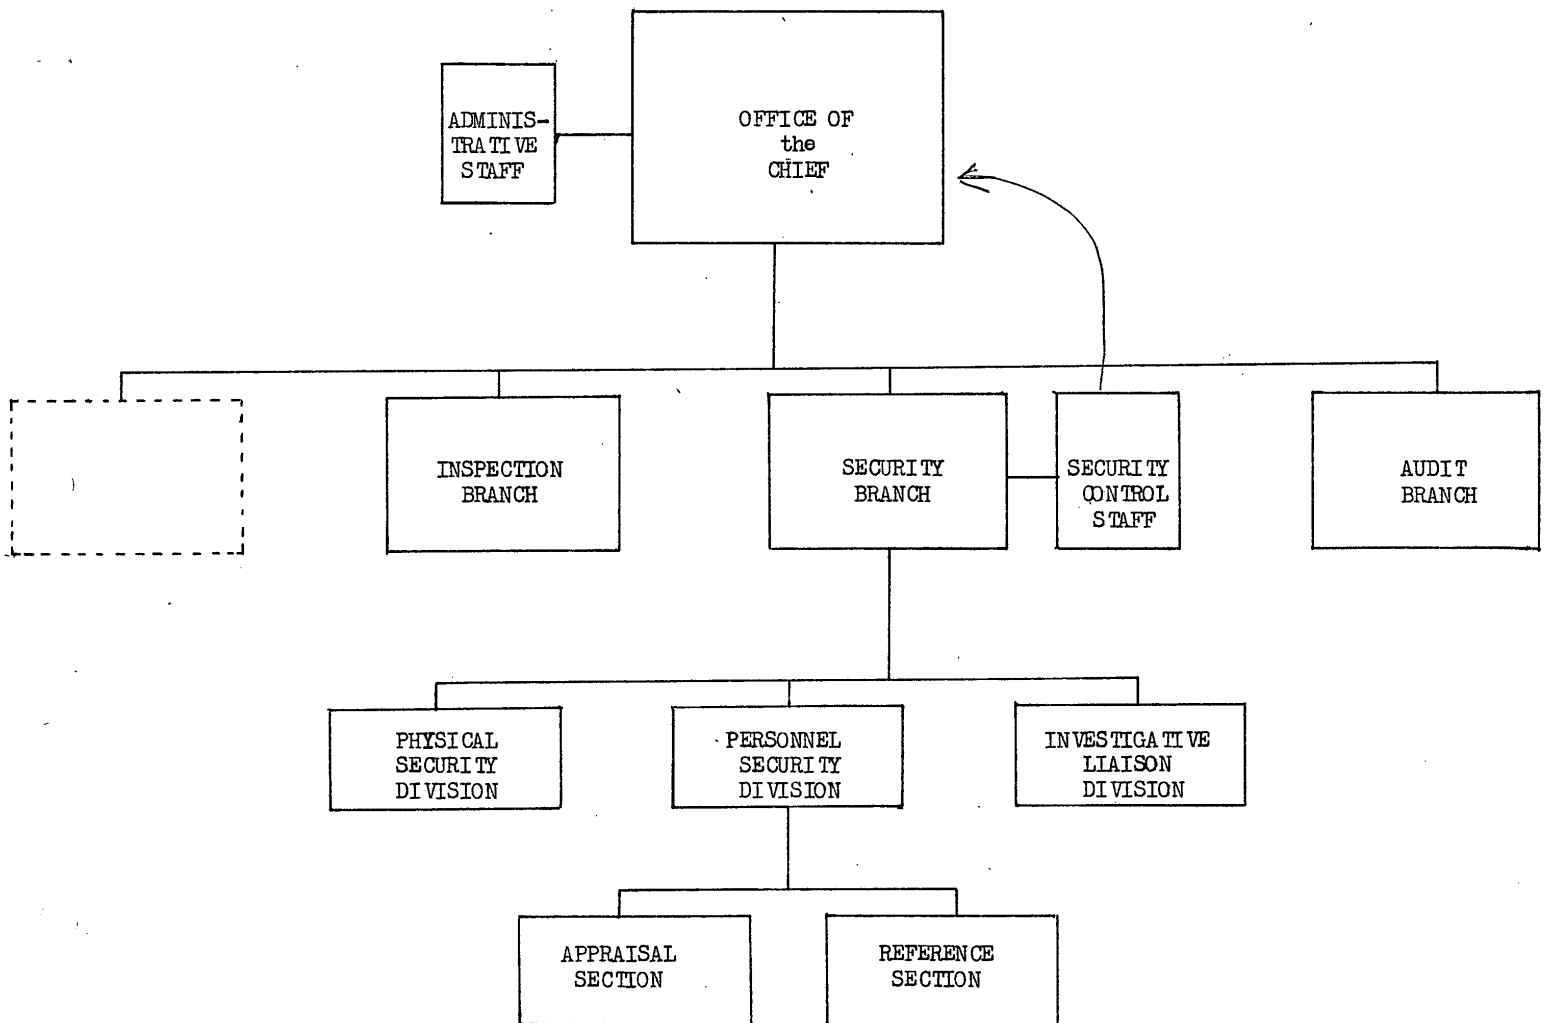 ADMINIS-
TRATIVE
STAFF
OFFICE OF
the
CHIEF
INSPECTION
BRANCH
SECURITY
BRANCH
SECURITY
CONTROL
STAFF
AUDIT
BRANCH
PHYSICAL
SECURITY
DIVISION
PERSONNEL
SECURITY
DIVISION
INVESTIGATIVE
LIAISON
DIVISION
APPRAISAL
SECTION
REFERENCE
SECTION